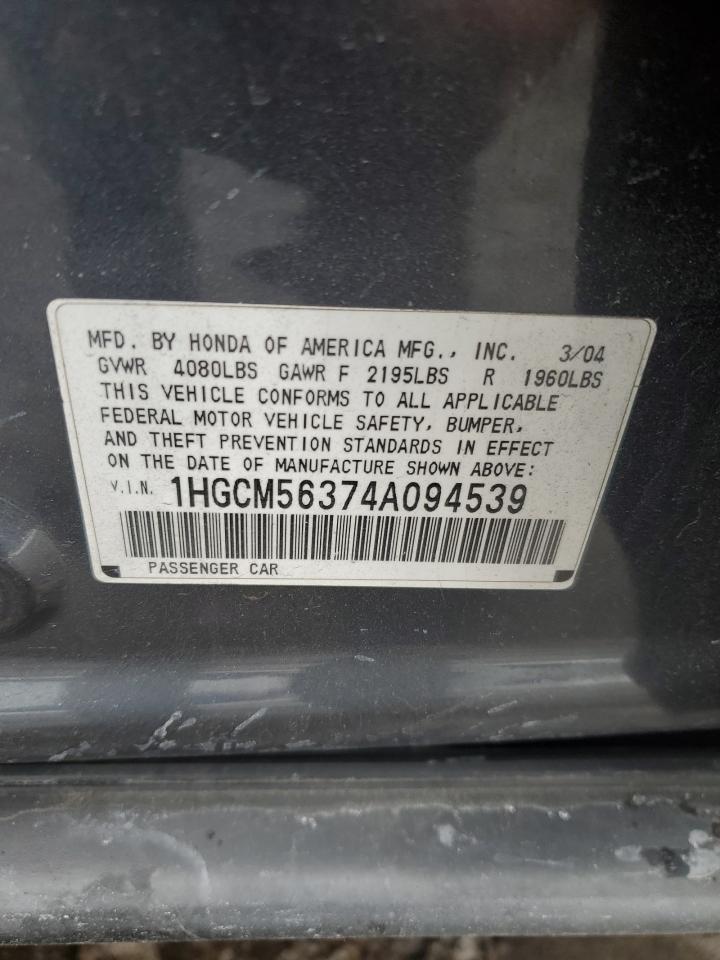 MFD. BY HONDA OF AMERICA MFG., INC. 3/04
GVWR 4080LBS GAWR F 2195LBS R 1960LBS
THIS VEHICLE CONFORMS TO ALL APPLICABLE
FEDERAL MOTOR VEHICLE SAFETY, BUMPER,
AND THEFT PREVENTION STANDARDS IN EFFECT
ON THE DATE OF MANUFACTURE SHOWN ABOVE:
V.I.N. 1HGCM56374A094539
PASSENGER CAR